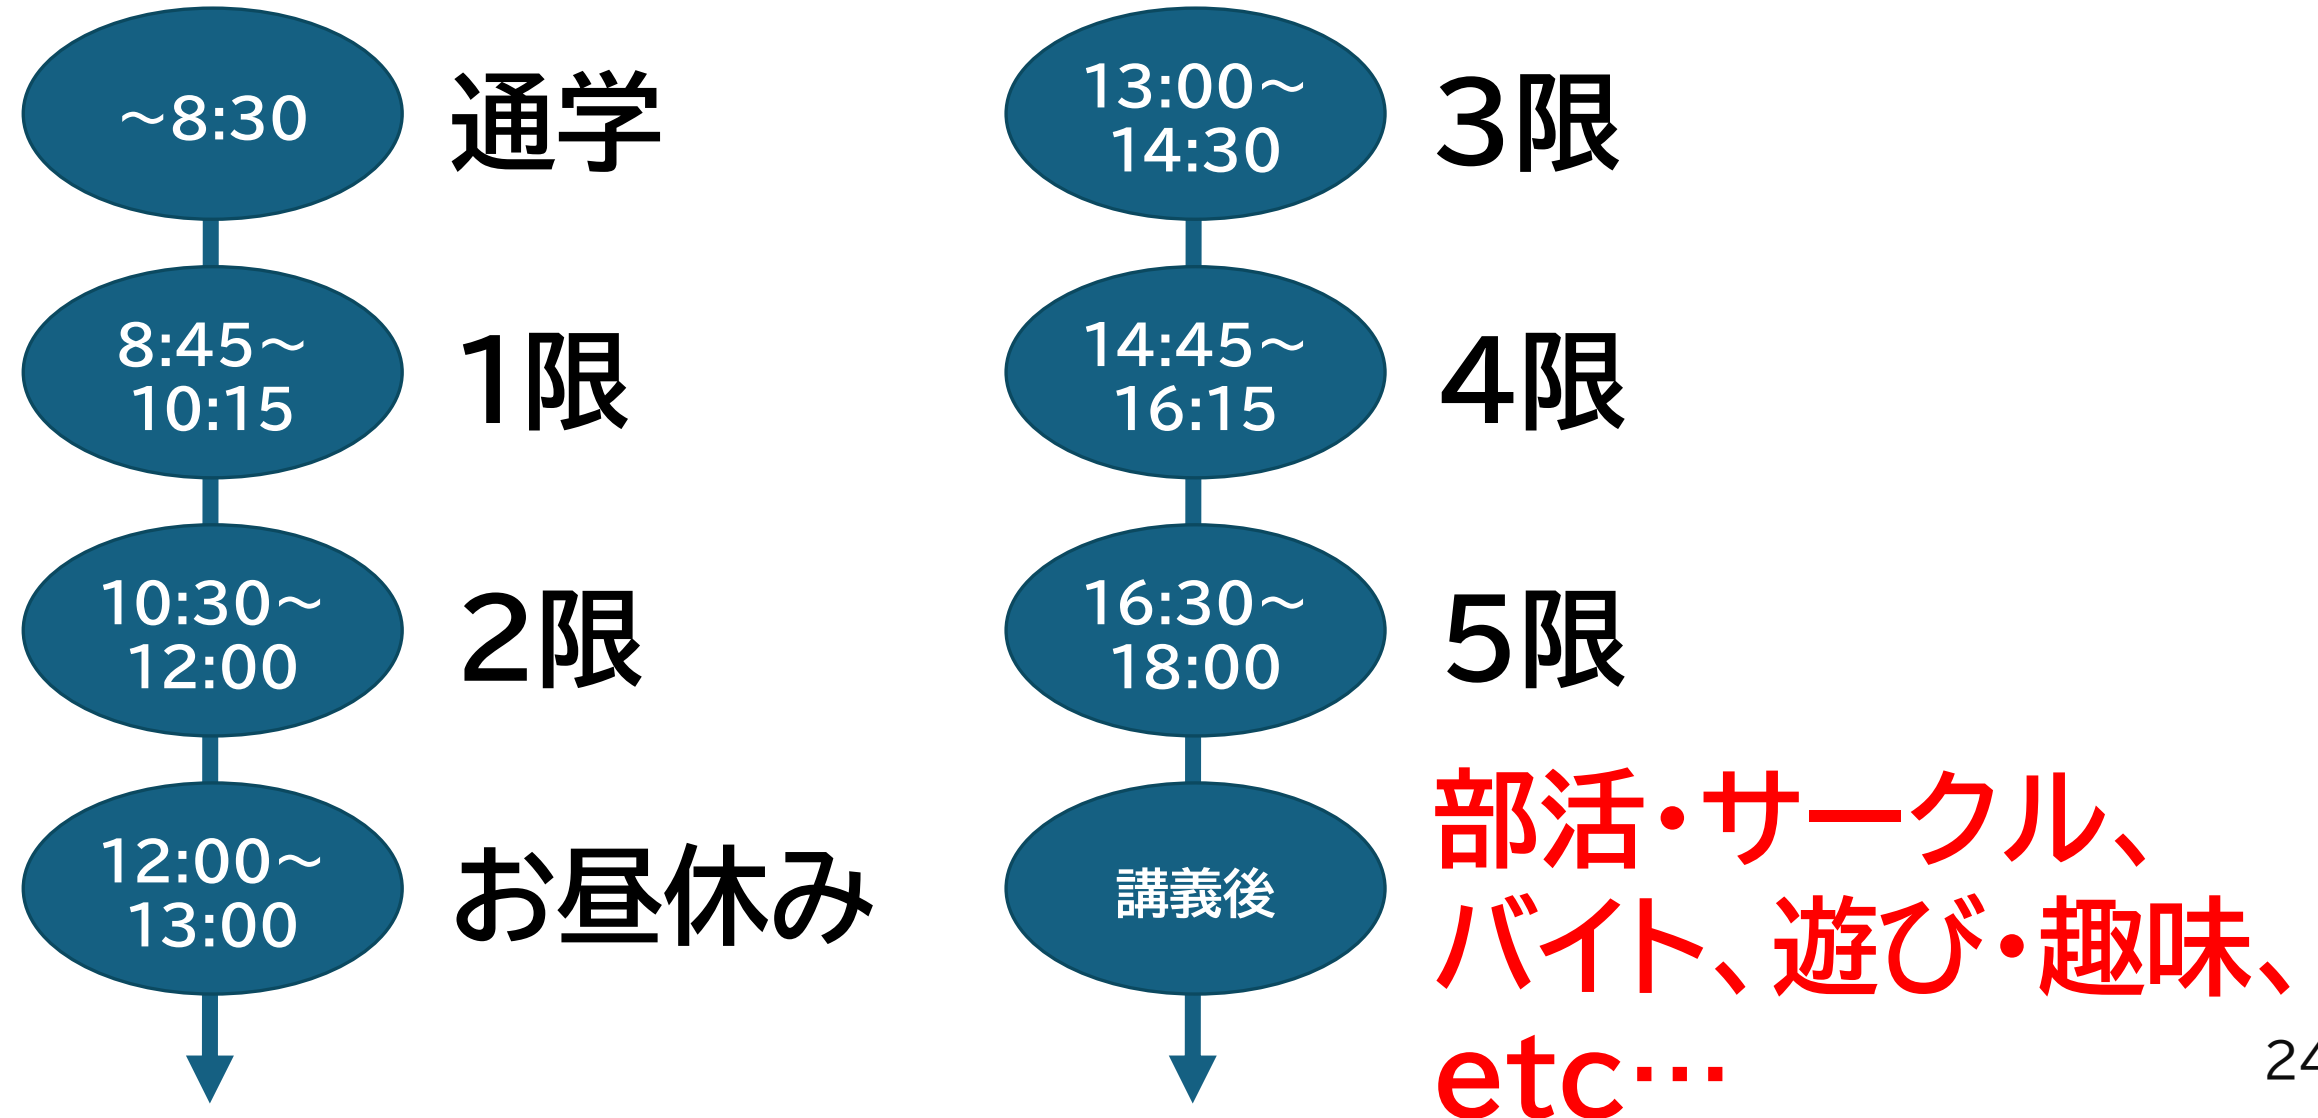 ～8:30
通学
8:45～
10:15
1限
10:30～
12:00
2限
12:00～
13:00
お昼休み
13:00～
14:30
3限
14:45～
16:15
4限
16:30～
18:00
5限
講義後
部活・サークル、
バイト、遊び・趣味、
etc…
24